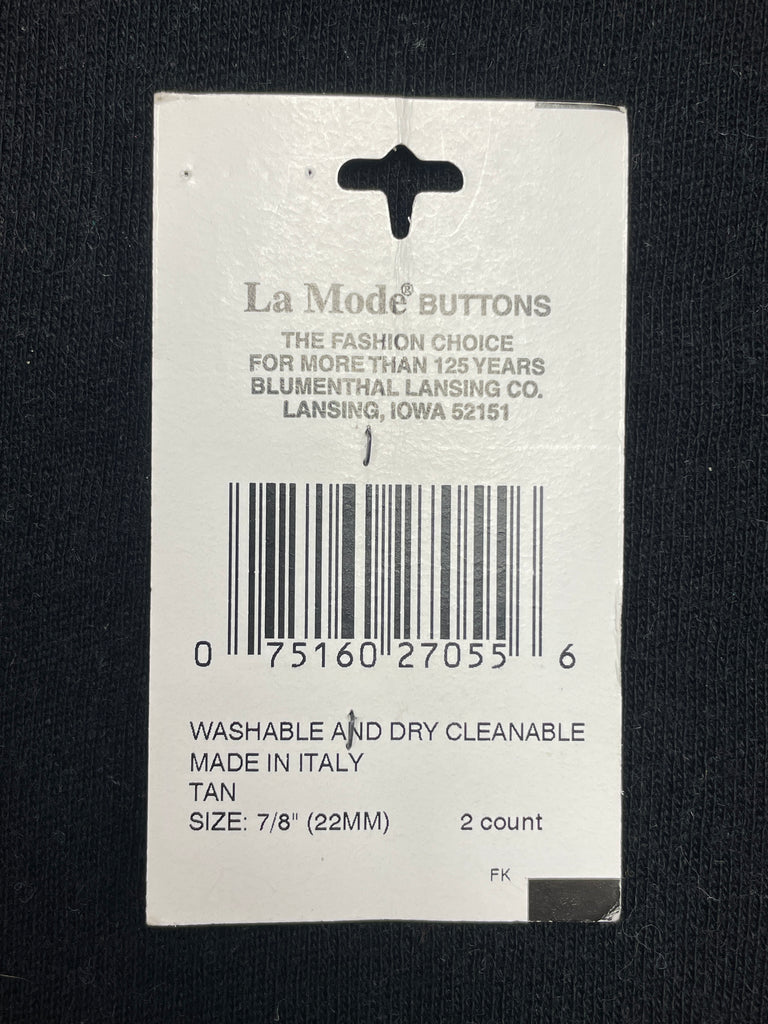 La Mode® BUTTONS
THE FASHION CHOICE
FOR MORE THAN 125 YEARS
BLUMENTHAL LANSING CO.
LANSING, IOWA 52151
0 75160 27055 6
WASHABLE AND DRY CLEANABLE
MADE IN ITALY
TAN
SIZE: 7/8" (22MM) 2 count
FK